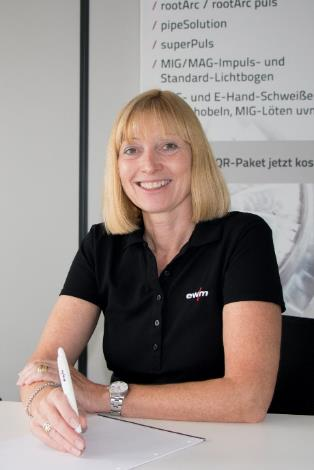 / rootArc / rootArc puls
/ pipeSolution
/ superPuls
/ MIG/MAG-Impuls- und
Standard-Lichtbogen
- und E-Hand-Schweiße
hobeln, MIG-Löten uvm
QR-Paket jetzt kos
ewm